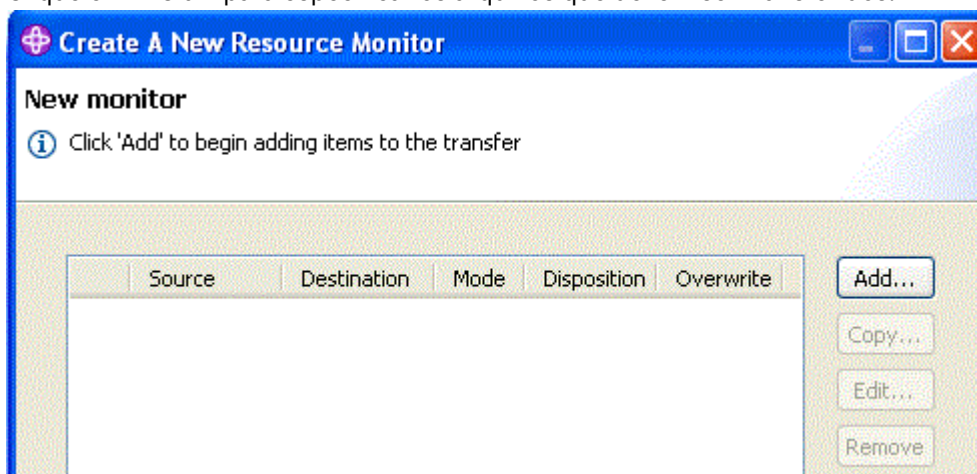 Create A New Resource Monitor
New monitor
Click 'Add' to begin adding items to the transfer
Source Destination Mode Disposition Overwrite
Add...
Copy...
Edit...
Remove